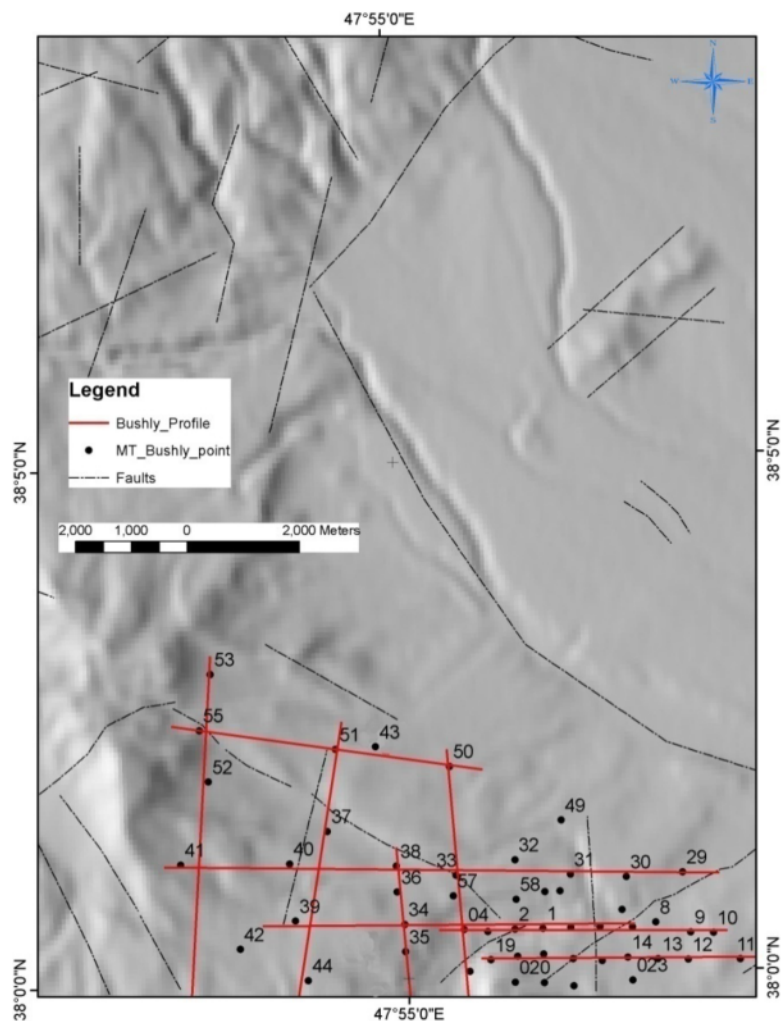 47°55'0"E
N
W E
S
38°5'0"N
38°5'0"N
Legend
Bushly_Profile
MT_Bushly_point
Faults
2,000 1,000 0 2,000 Meters
53
55
51 43
50
52
49
37
41 40 38 33 32 31 30 29
36 57 58
39 34 04 2 1 8 9 10
42 35 19 14 13 12 11
44 020 023
38°0'0"N
38°0'0"N
47°55'0"E